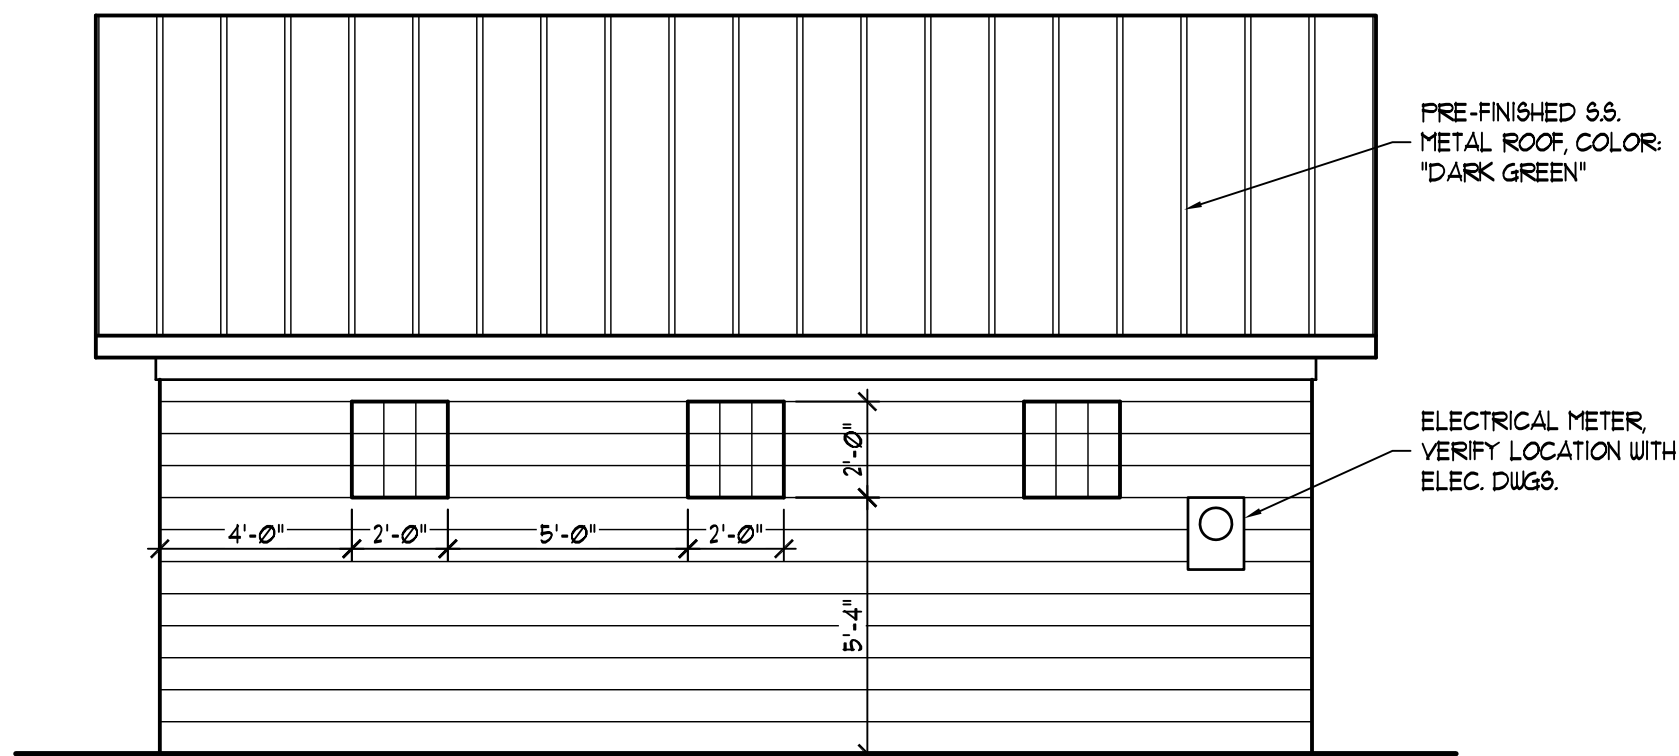 PRE-FINISHED S.S.
METAL ROOF, COLOR:
"DARK GREEN"
ELECTRICAL METER,
VERIFY LOCATION WITH
ELEC. DWGS.
2'-0"
4'-0" 2'-0" 5'-0" 2'-0"
5'-4"